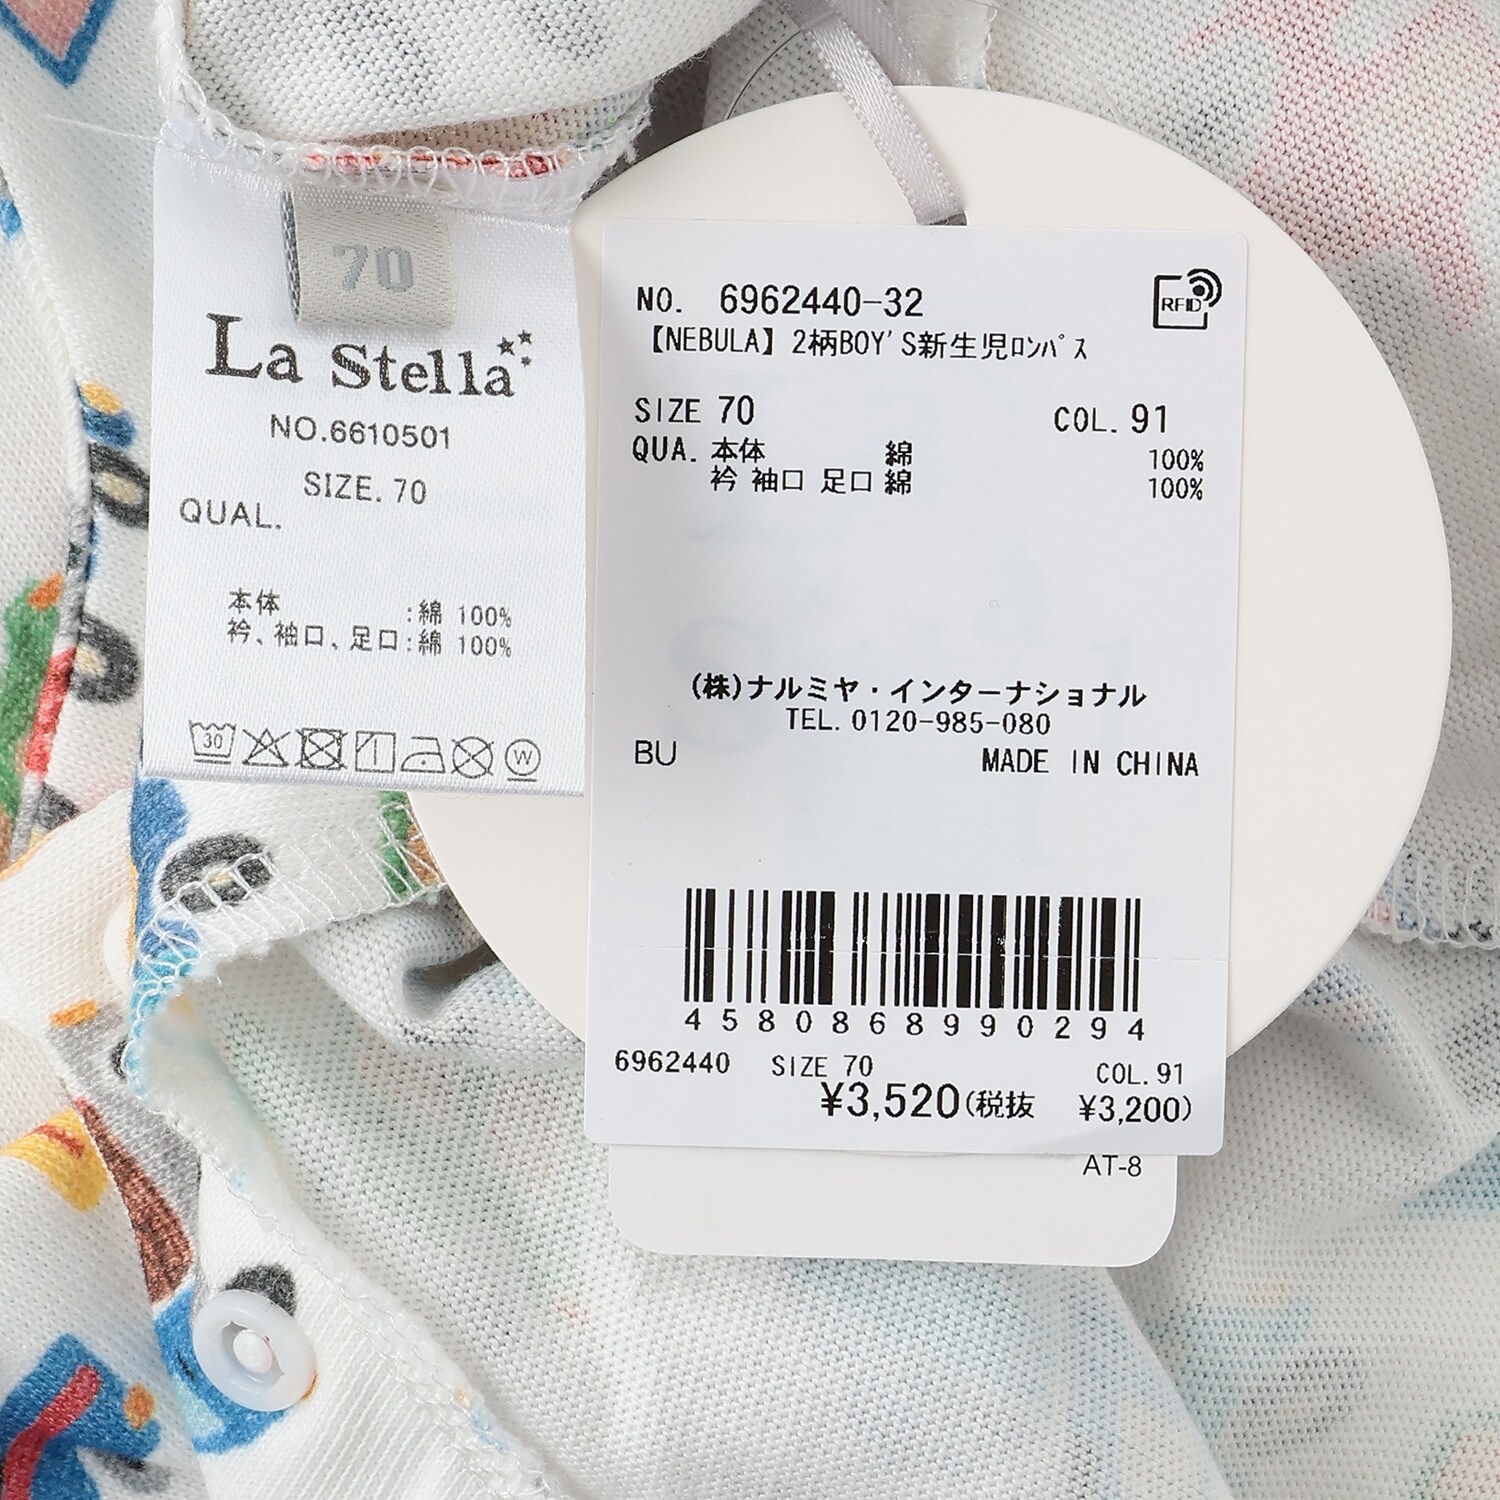 70
La Stella
NO.6610501
SIZE. 70
QUAL.
本体 :綿 100%
衿、袖口、足口:綿 100%
30
W
NO. 6962440-32
RFID
【NEBULA】2柄BOY'S新生児ﾛﾝﾊﾟｽ
SIZE 70 COL. 91
QUA. 本体 綿 100%
衿 袖口 足口 綿 100%
(株)ナルミヤ・インターナショナル
TEL. 0120-985-080
BU MADE IN CHINA
4580868990294
6962440 SIZE 70 COL. 91
¥3,520(税抜 ¥3,200)
AT-8